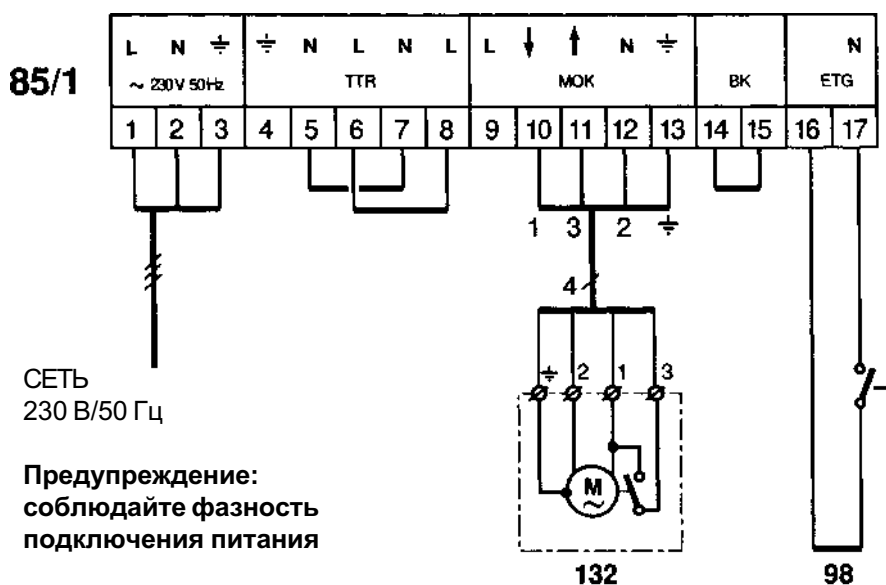 L N ⏚ ⏚ N L N L L ↓ ↑ N ⏚ N
85/1 ~ 230V 50Hz TTR MOK BK ETG
1 2 3 4 5 6 7 8 9 10 11 12 13 14 15 16 17
1 3 2 ⏚
4
⏚ 2 1 3
СЕТЬ
230 В/50 Гц
Предупреждение:
соблюдайте фазность
подключения питания
M
~
132 98